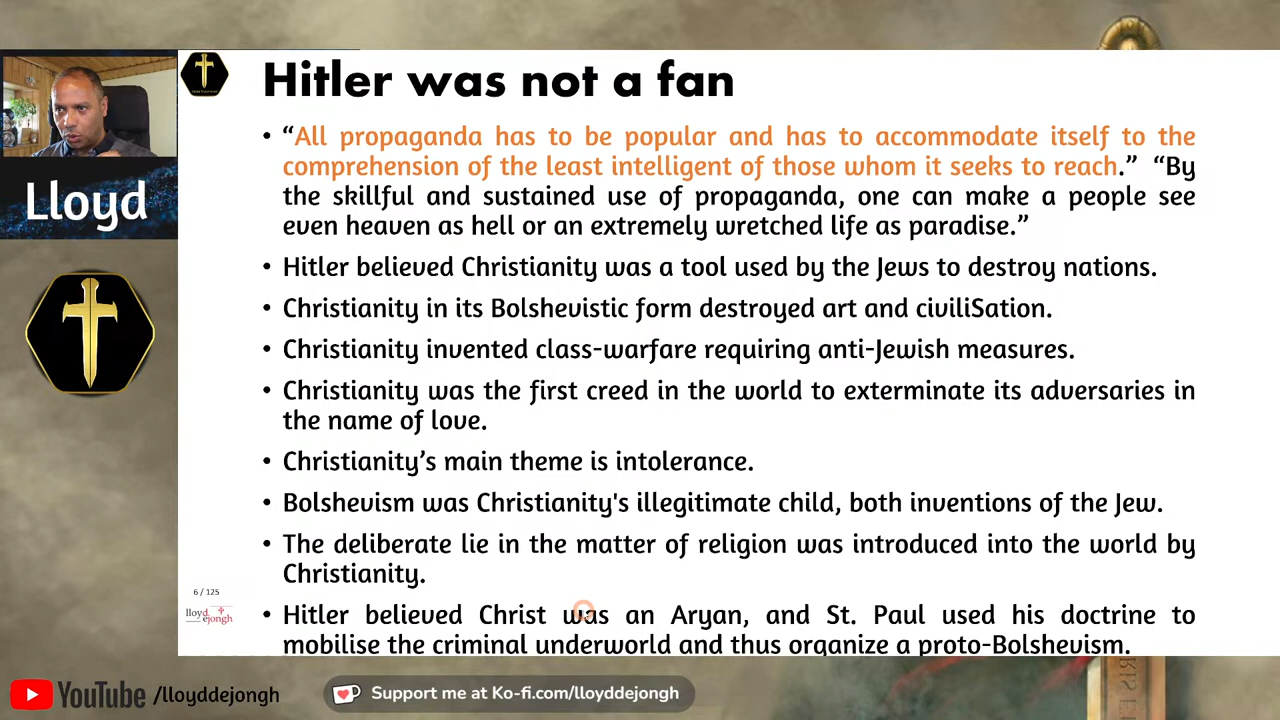 Hitler was not a fan
• “All propaganda has to be popular and has to accommodate itself to the
comprehension of the least intelligent of those whom it seeks to reach.” “By
the skillful and sustained use of propaganda, one can make a people see
even heaven as hell or an extremely wretched life as paradise.”
• Hitler believed Christianity was a tool used by the Jews to destroy nations.
• Christianity in its Bolshevistic form destroyed art and civiliSation.
• Christianity invented class-warfare requiring anti-Jewish measures.
• Christianity was the first creed in the world to exterminate its adversaries in
the name of love.
• Christianity’s main theme is intolerance.
• Bolshevism was Christianity's illegitimate child, both inventions of the Jew.
• The deliberate lie in the matter of religion was introduced into the world by
Christianity.
• Hitler believed Christ was an Aryan, and St. Paul used his doctrine to
mobilise the criminal underworld and thus organize a proto-Bolshevism.
Lloyd
6 / 125
lloyd
dejongh
YouTube /lloyddejongh
Support me at Ko-fi.com/lloyddejongh